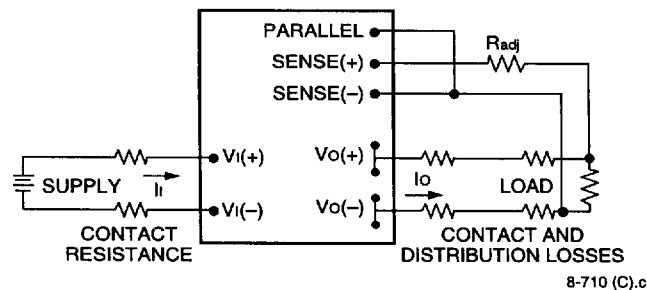 PARALLEL
SENSE(+)
Radj
SENSE(–)
VI(+)
VO(+)
SUPPLY
II
IO
LOAD
VI(–)
VO(–)
CONTACT
RESISTANCE
CONTACT AND
DISTRIBUTION LOSSES
8-710 (C).c